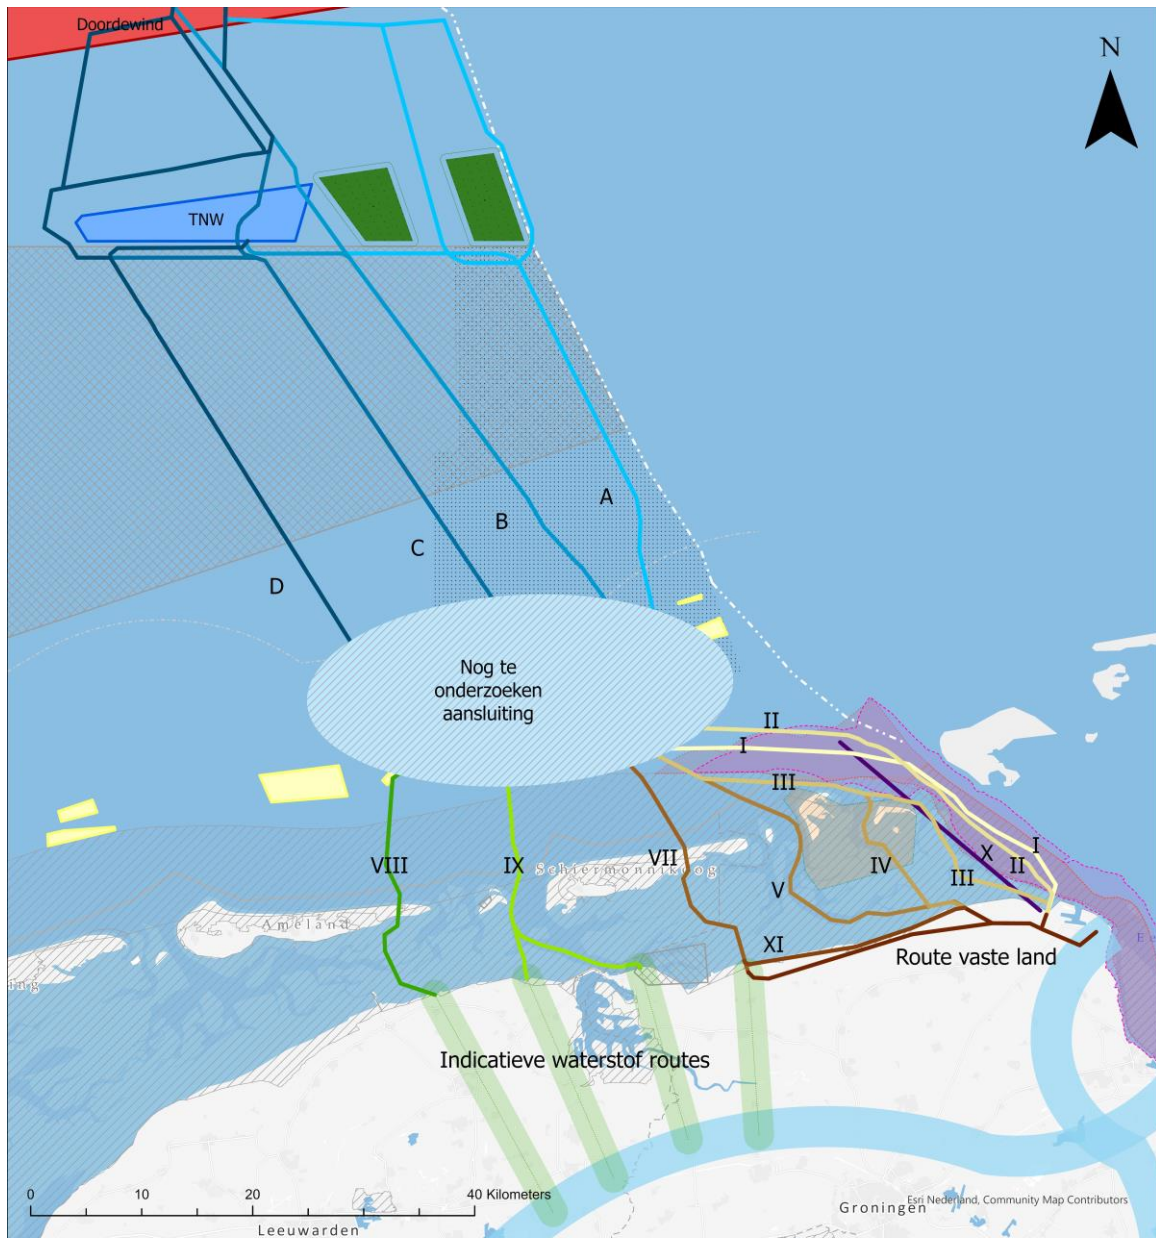 Doordewind
N
TNW
A
B
C
D
Nog te
onderzoeken
aansluiting
II
I
III
I
VIII
IX
VII
Schiermonnikoog
IV
X
II
III
V
Ameland
XI
Route vaste land
ing
Indicatieve waterstof routes
0 10 20 40 Kilometers
Esri Nederland, Community Map Contributors
Groningen
Leeuwarden